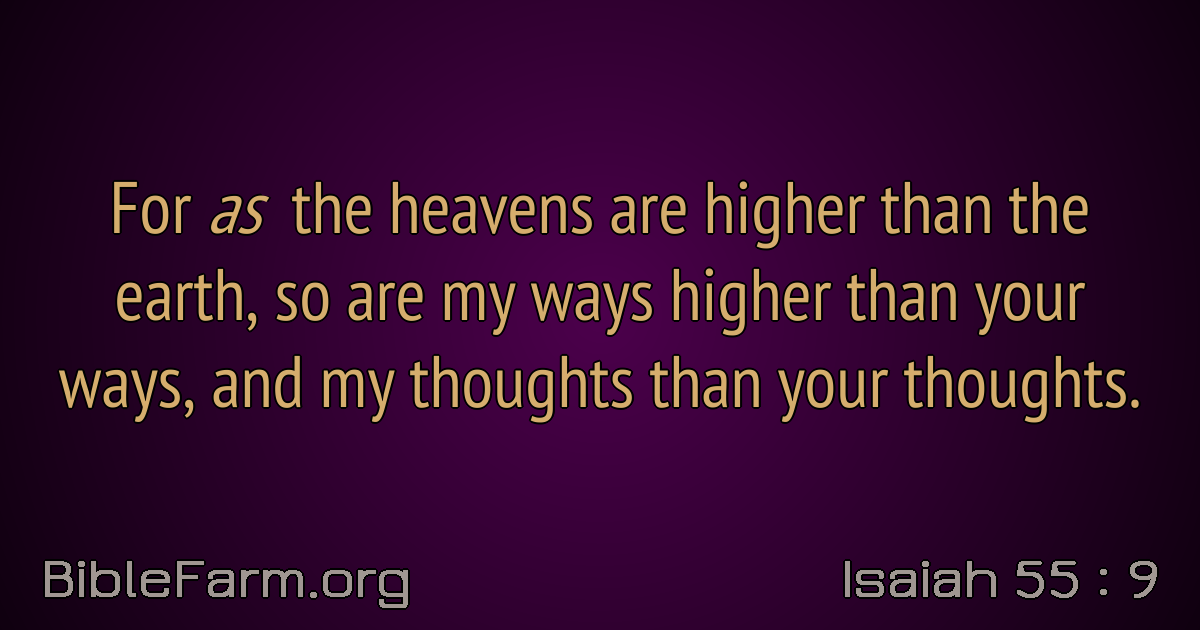 For as the heavens are higher than the
earth, so are my ways higher than your
ways, and my thoughts than your thoughts.
BibleFarm.org
Isaiah 55 : 9